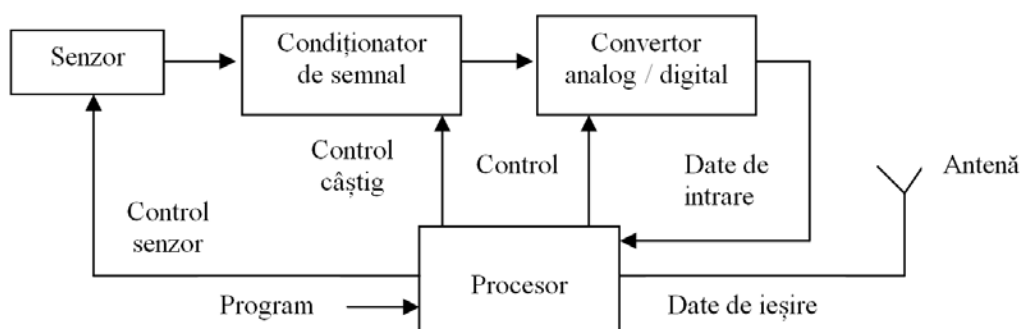 Senzor
Condiționator
de semnal
Convertor
analog / digital
Control
câștig
Control
Date de
intrare
Antenă
Control
senzor
Program
Procesor
Date de ieșire